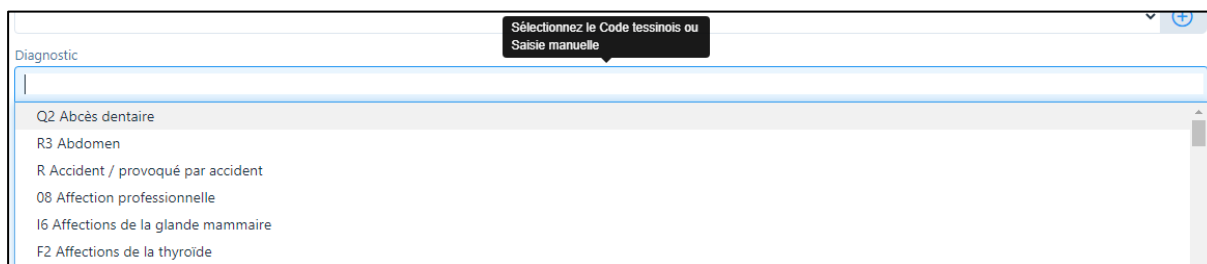 Sélectionnez le Code tessinois ou
Saisie manuelle
Diagnostic
Q2 Abcès dentaire
R3 Abdomen
R Accident / provoqué par accident
08 Affection professionnelle
I6 Affections de la glande mammaire
F2 Affections de la thyroïde